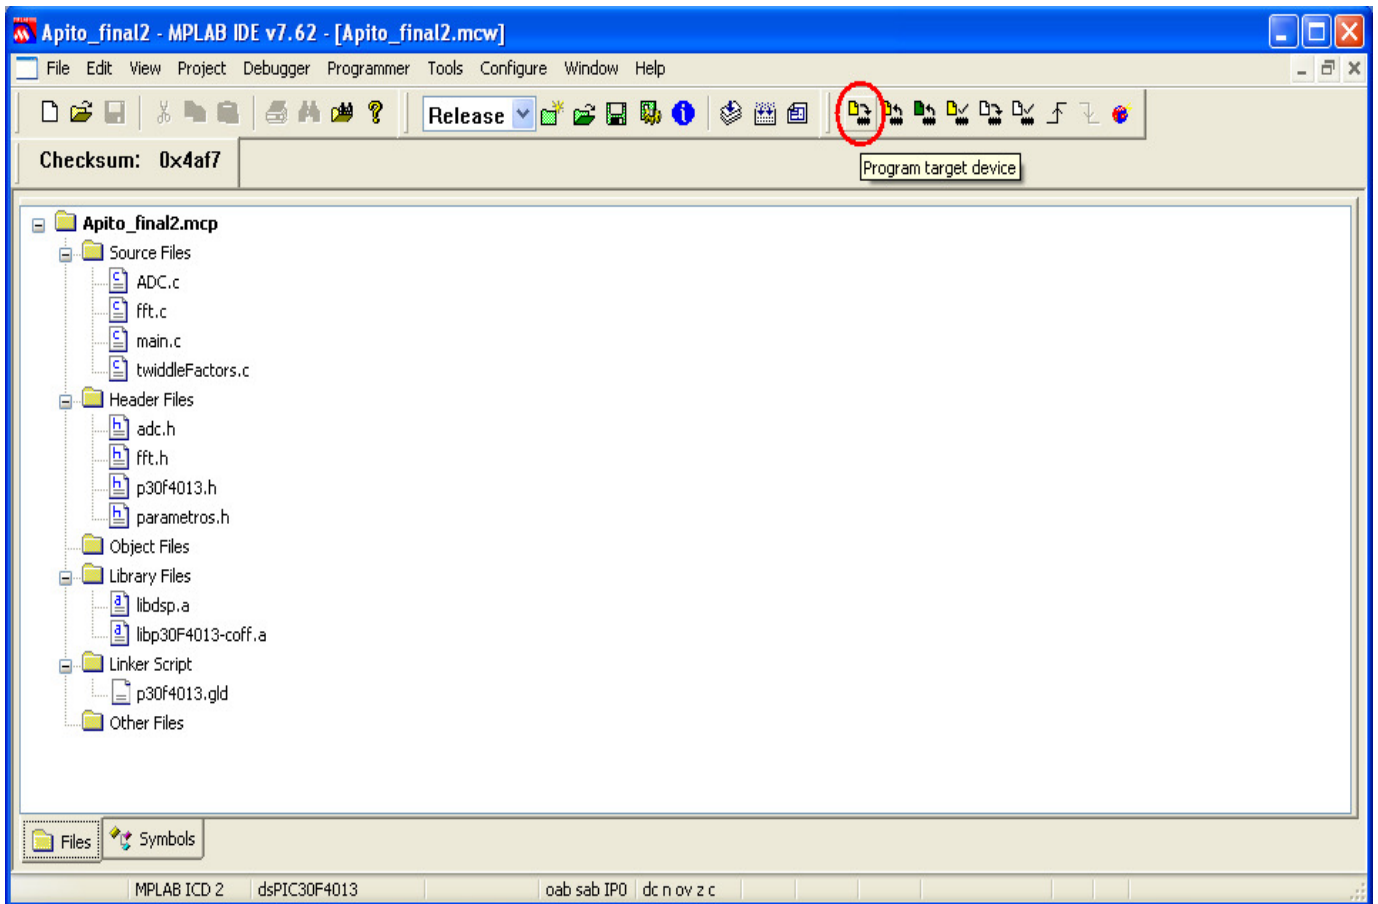 Apito_final2 - MPLAB IDE v7.62 - [Apito_final2.mcw]
File Edit View Project Debugger Programmer Tools Configure Window Help
Release
Checksum: 0x4af7
Program target device
Apito_final2.mcp
Source Files
ADC.c
fft.c
main.c
twiddleFactors.c
Header Files
adc.h
fft.h
p30f4013.h
parametros.h
Object Files
Library Files
libdsp.a
libp30F4013-coff.a
Linker Script
p30f4013.gld
Other Files
Files Symbols
MPLAB ICD 2 dsPIC30F4013 oab sab IP0 dc n ov z c